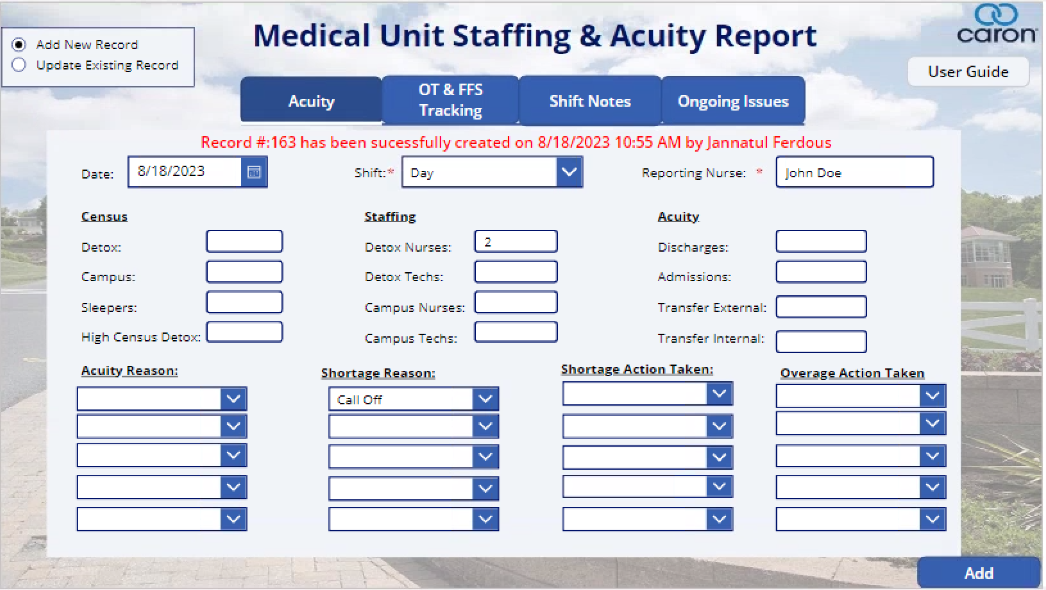 Add New Record
Update Existing Record
Medical Unit Staffing & Acuity Report
caron
User Guide
Acuity
OT & FFS
Tracking
Shift Notes
Ongoing Issues
Record #:163 has been sucessfully created on 8/18/2023 10:55 AM by Jannatul Ferdous
Date: 8/18/2023 Shift:* Day Reporting Nurse: * John Doe
Census Staffing Acuity
Detox: Detox Nurses: 2 Discharges:
Campus: Detox Techs: Admissions:
Sleepers: Campus Nurses: Transfer External:
High Census Detox: Campus Techs: Transfer Internal:
Acuity Reason: Shortage Reason: Shortage Action Taken: Overage Action Taken
Call Off
Add